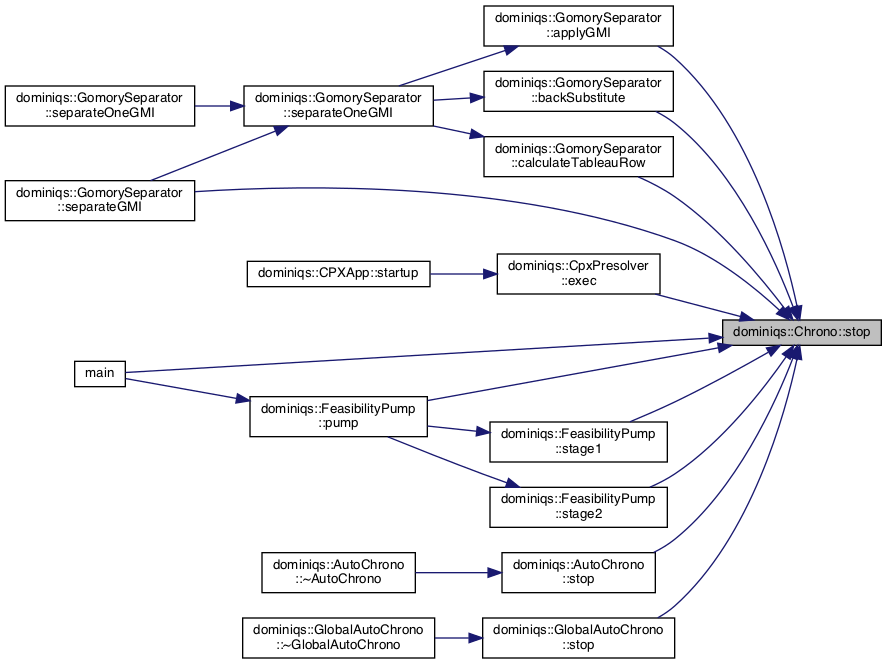 dominiqs::GomorySeparator
::applyGMI
dominiqs::GomorySeparator
::backSubstitute
dominiqs::GomorySeparator
::separateOneGMI
dominiqs::GomorySeparator
::separateOneGMI
dominiqs::GomorySeparator
::calculateTableauRow
dominiqs::GomorySeparator
::separateGMI
dominiqs::CpxPresolver
::exec
dominiqs::CPXApp::startup
dominiqs::Chrono::stop
main
dominiqs::FeasibilityPump
::pump
dominiqs::FeasibilityPump
::stage1
dominiqs::FeasibilityPump
::stage2
dominiqs::AutoChrono
::~AutoChrono
dominiqs::AutoChrono
::stop
dominiqs::GlobalAutoChrono
::~GlobalAutoChrono
dominiqs::GlobalAutoChrono
::stop